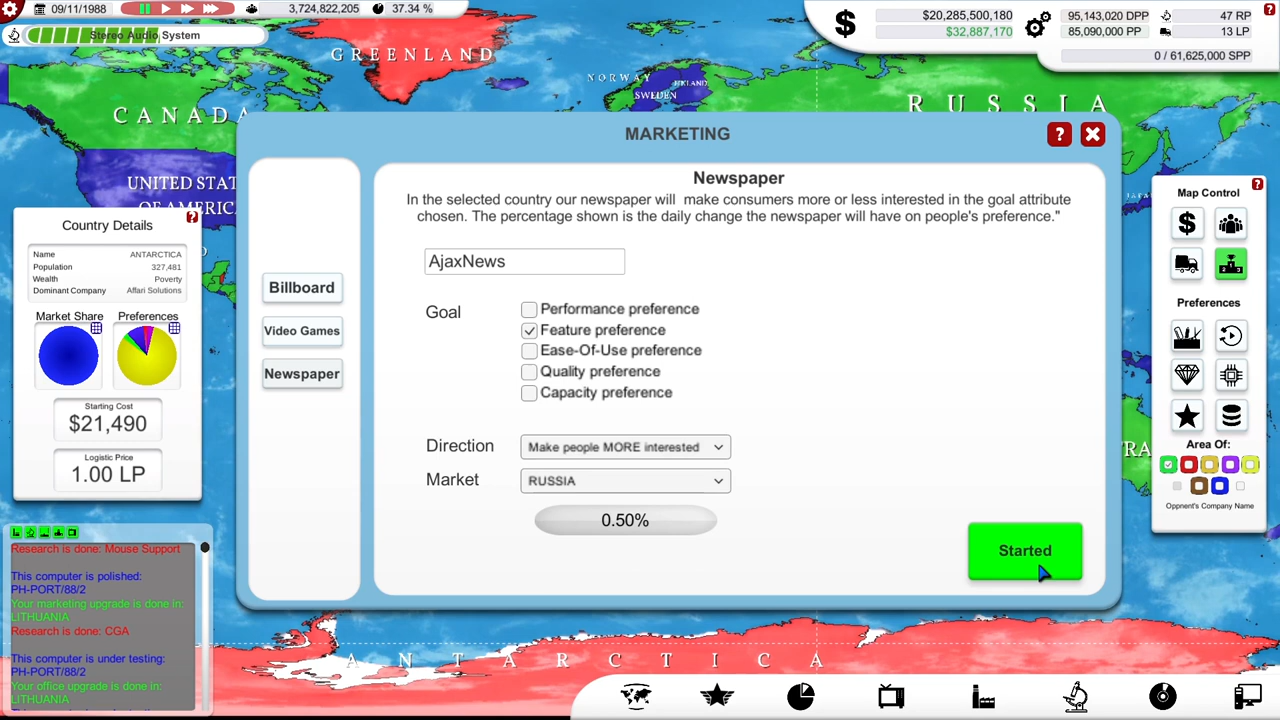 09/11/1988
3,724,822,205
37.34 %
$20,285,500,180
$32,887,170
95,143,020 DPP
85,090,000 PP
47 RP
13 LP
0 / 61,625,000 SPP
Stereo Audio System
GREENLAND
NORWAY
SWEDEN
CANADA
RUSSIA
UNITED STAT
OF AMERICA
MARKETING
?
Newspaper
In the selected country our newspaper will make consumers more or less interested in the goal attribute
chosen. The percentage shown is the daily change the newspaper will have on people's preference."
AjaxNews
Goal
Performance preference
Feature preference
Ease-Of-Use preference
Quality preference
Capacity preference
Direction
Make people MORE interested
Market
RUSSIA
0.50%
Started
Billboard
Video Games
Newspaper
Country Details
?
Name ANTARCTICA
Population 327,481
Wealth Poverty
Dominant Company Affari Solutions
Market Share
Preferences
Starting Cost
$21,490
Logistic Price
1.00 LP
Research is done: Mouse Support
This computer is polished:
PH-PORT/88/2
Your marketing upgrade is done in:
LITHUANIA
Research is done: CGA
This computer is under testing:
PH-PORT/88/2
Your office upgrade is done in:
LITHUANIA
Map Control
?
Preferences
Area Of:
Oppnent's Company Name
ANTARCTICA